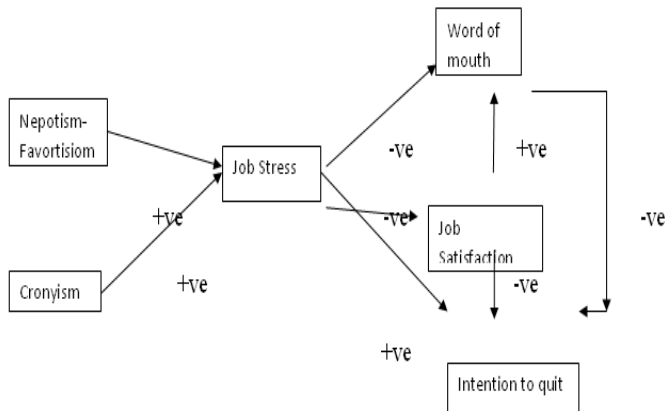 Word of
mouth
Nepotism-
Favortisiom
Job Stress
-ve
+ve
+ve
-ve
-ve
Job
Satisfaction
Cronyism
+ve
-ve
+ve
Intention to quit